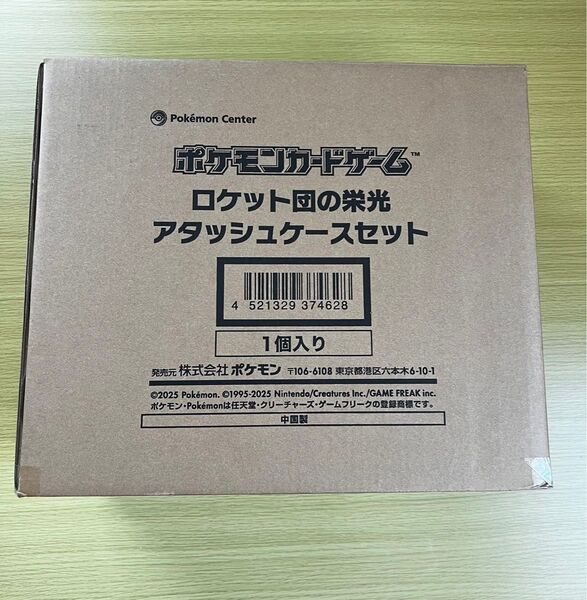 Pokémon Center
ポケモンカードゲーム™
ロケット団の栄光
アタッシュケースセット
4 521329 374628
1個入り
発売元 株式会社 ポケモン 〒106-6108 東京都港区六本木6-10-1
©2025 Pokémon. ©1995-2025 Nintendo/Creatures Inc./GAME FREAK inc.
ポケモン・Pokémonは任天堂・クリーチャーズ・ゲームフリークの登録商標です。
中国製